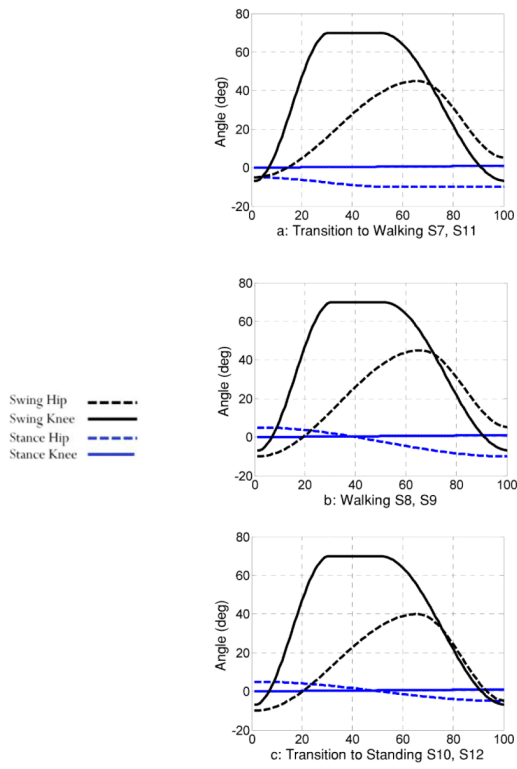 80
60
40
20
0
-20
Angle (deg)
0 20 40 60 80 100
a: Transition to Walking S7, S11
80
60
40
20
0
-20
Angle (deg)
0 20 40 60 80 100
b: Walking S8, S9
Swing Hip
Swing Knee
Stance Hip
Stance Knee
80
60
40
20
0
-20
Angle (deg)
0 20 40 60 80 100
c: Transition to Standing S10, S12